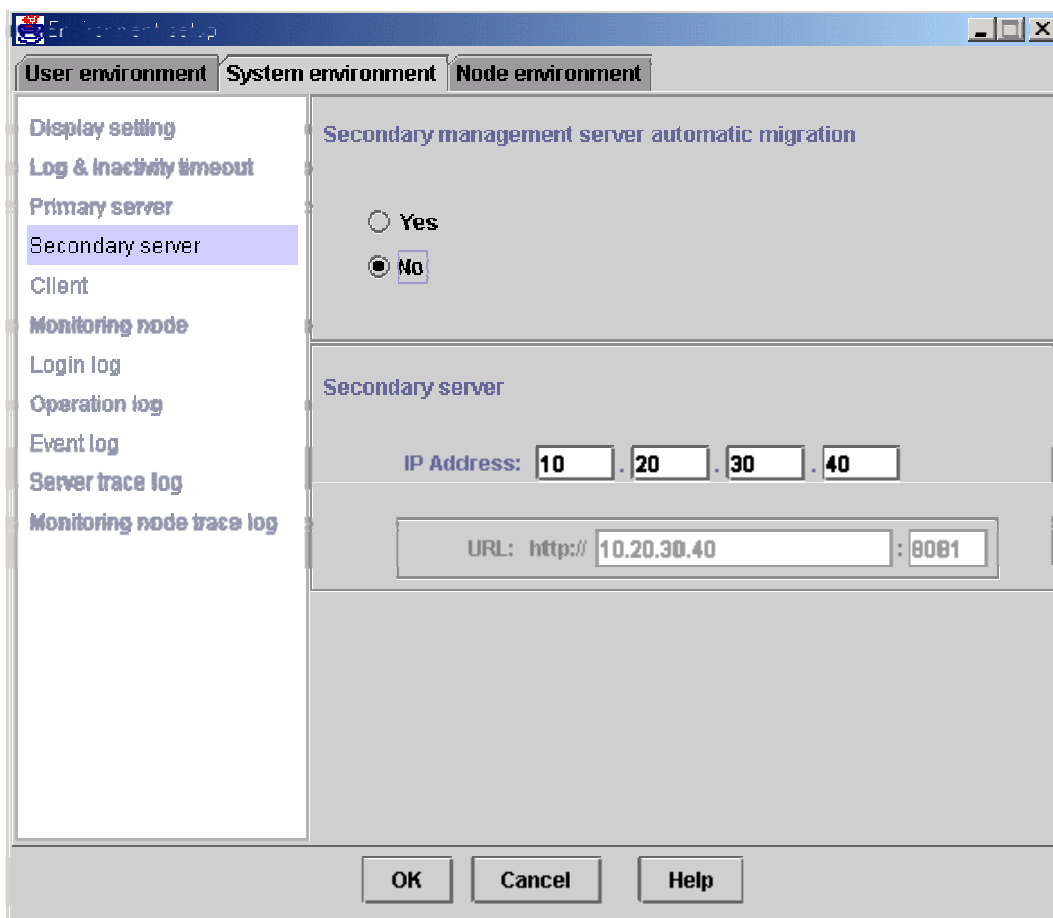 Environment setup
User environment System environment Node environment
Display setting
Log & Inactivity timeout
Primary server
Secondary server
Client
Monitoring node
Login log
Operation log
Event log
Server trace log
Monitoring node trace log
Secondary management server automatic migration
Yes
No
Secondary server
IP Address: 10 . 20 . 30 . 40
URL: http:// 10.20.30.40 : 8081
OK Cancel Help